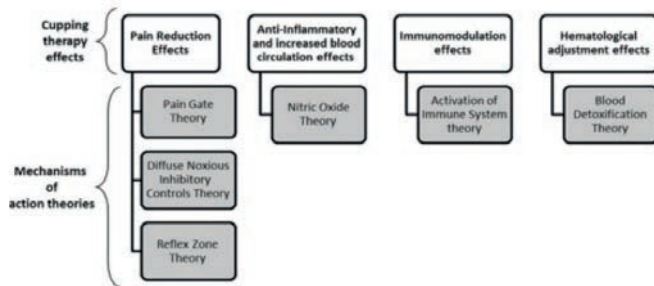 Cupping
therapy
effects
Pain Reduction
Effects
Anti-Inflammatory
and increased blood
circulation effects
Immunomodulation
effects
Hematological
adjustment effects
Mechanisms
of
action theories
Pain Gate
Theory
Diffuse Noxious
Inhibitory
Controls Theory
Reflex Zone
Theory
Nitric Oxide
Theory
Activation of
Immune System
theory
Blood
Detoxification
Theory